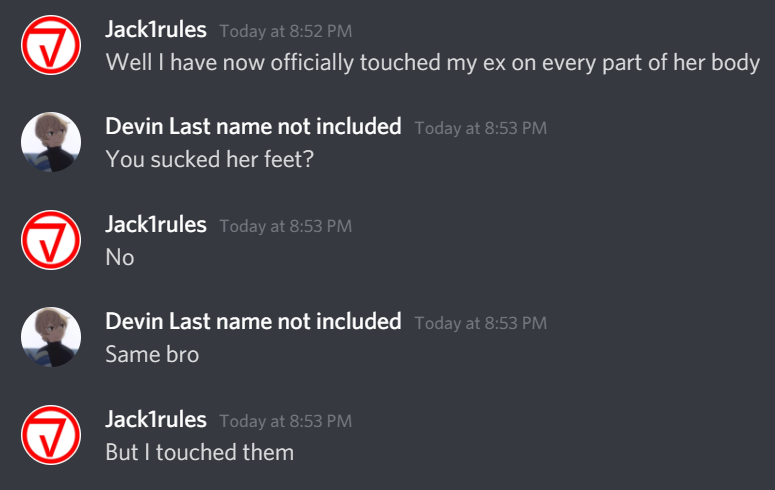 Jack1rules Today at 8:52 PM
Well I have now officially touched my ex on every part of her body
Devin Last name not included Today at 8:53 PM
You sucked her feet?
Jack1rules Today at 8:53 PM
No
Devin Last name not included Today at 8:53 PM
Same bro
Jack1rules Today at 8:53 PM
But I touched them